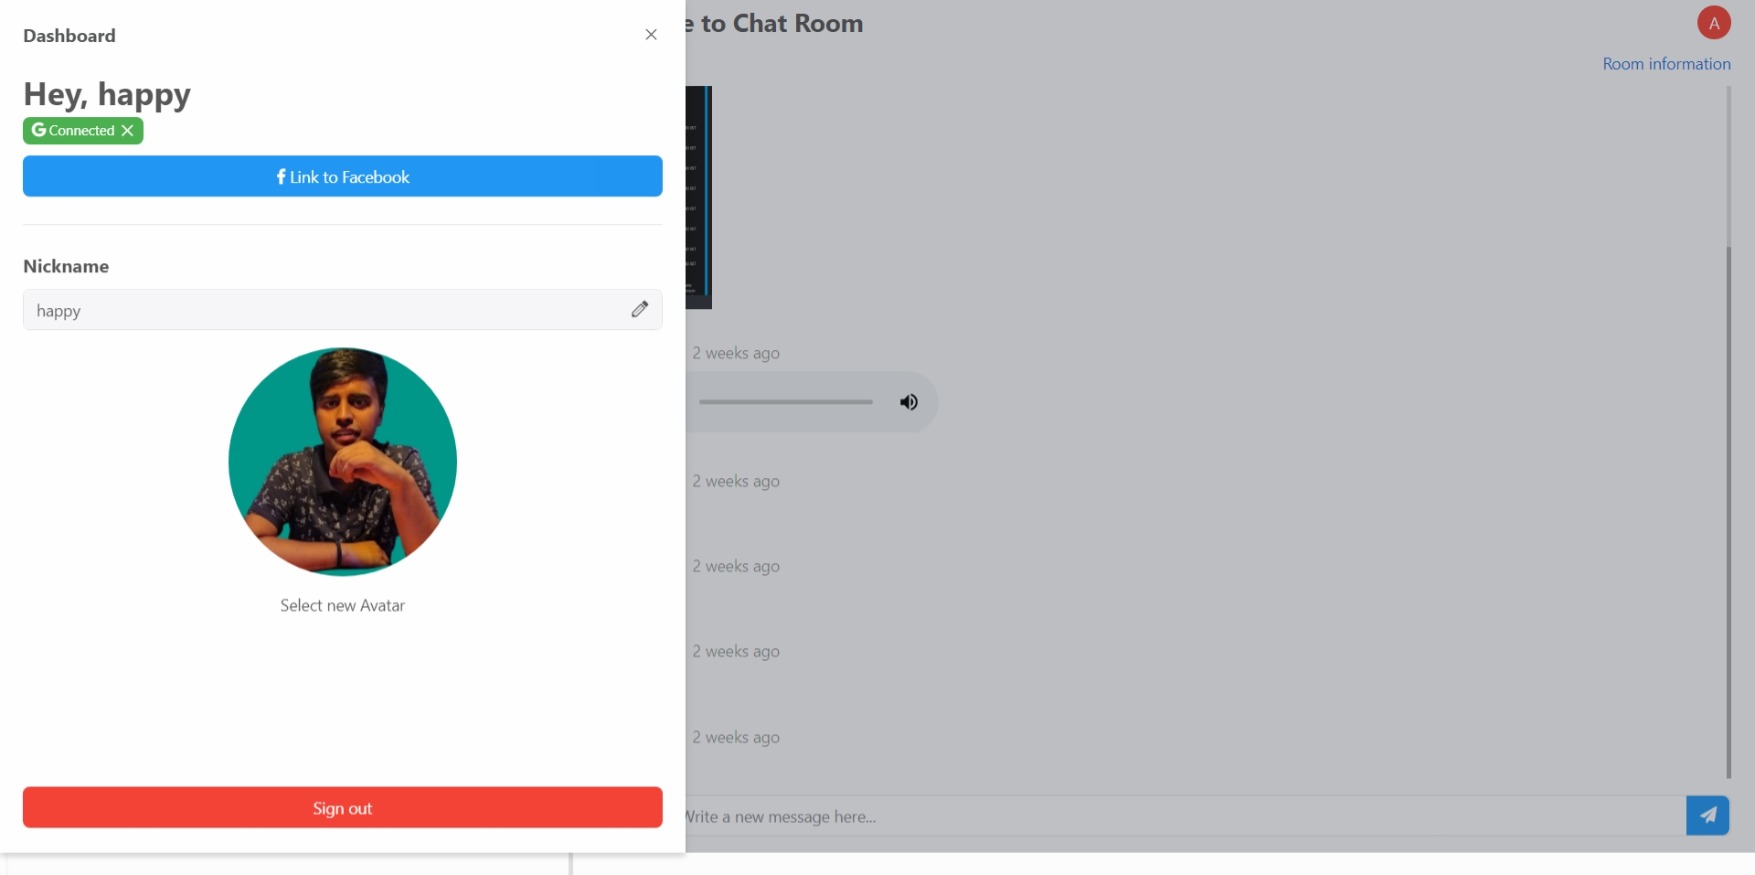 Dashboard
Hey, happy
Connected
Link to Facebook
Nickname
happy
Select new Avatar
Sign out
e to Chat Room
A
Room information
2 weeks ago
2 weeks ago
2 weeks ago
2 weeks ago
2 weeks ago
Write a new message here...